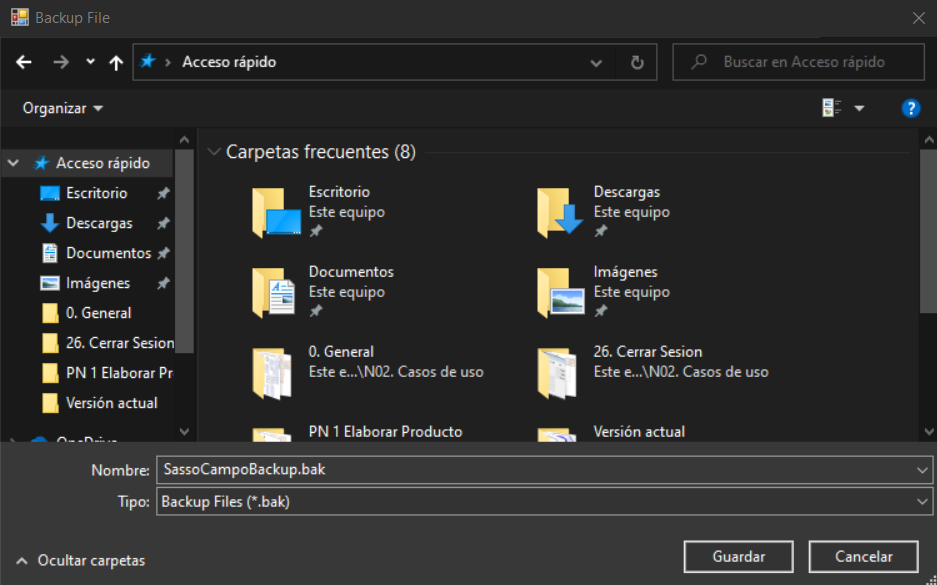 Backup File
Acceso rápido
Buscar en Acceso rápido
Organizar
?
Acceso rápido
Escritorio
Descargas
Documentos
Imágenes
0. General
26. Cerrar Sesion
PN 1 Elaborar Pr
Versión actual
OneDrive
Carpetas frecuentes (8)
Escritorio
Este equipo
Descargas
Este equipo
Documentos
Este equipo
Imágenes
Este equipo
0. General
Este e...\N02. Casos de uso
26. Cerrar Sesion
Este e...\N02. Casos de uso
PN 1 Elaborar Producto
Versión actual
Nombre: SassoCampoBackup.bak
Tipo: Backup Files (*.bak)
Ocultar carpetas
Guardar
Cancelar